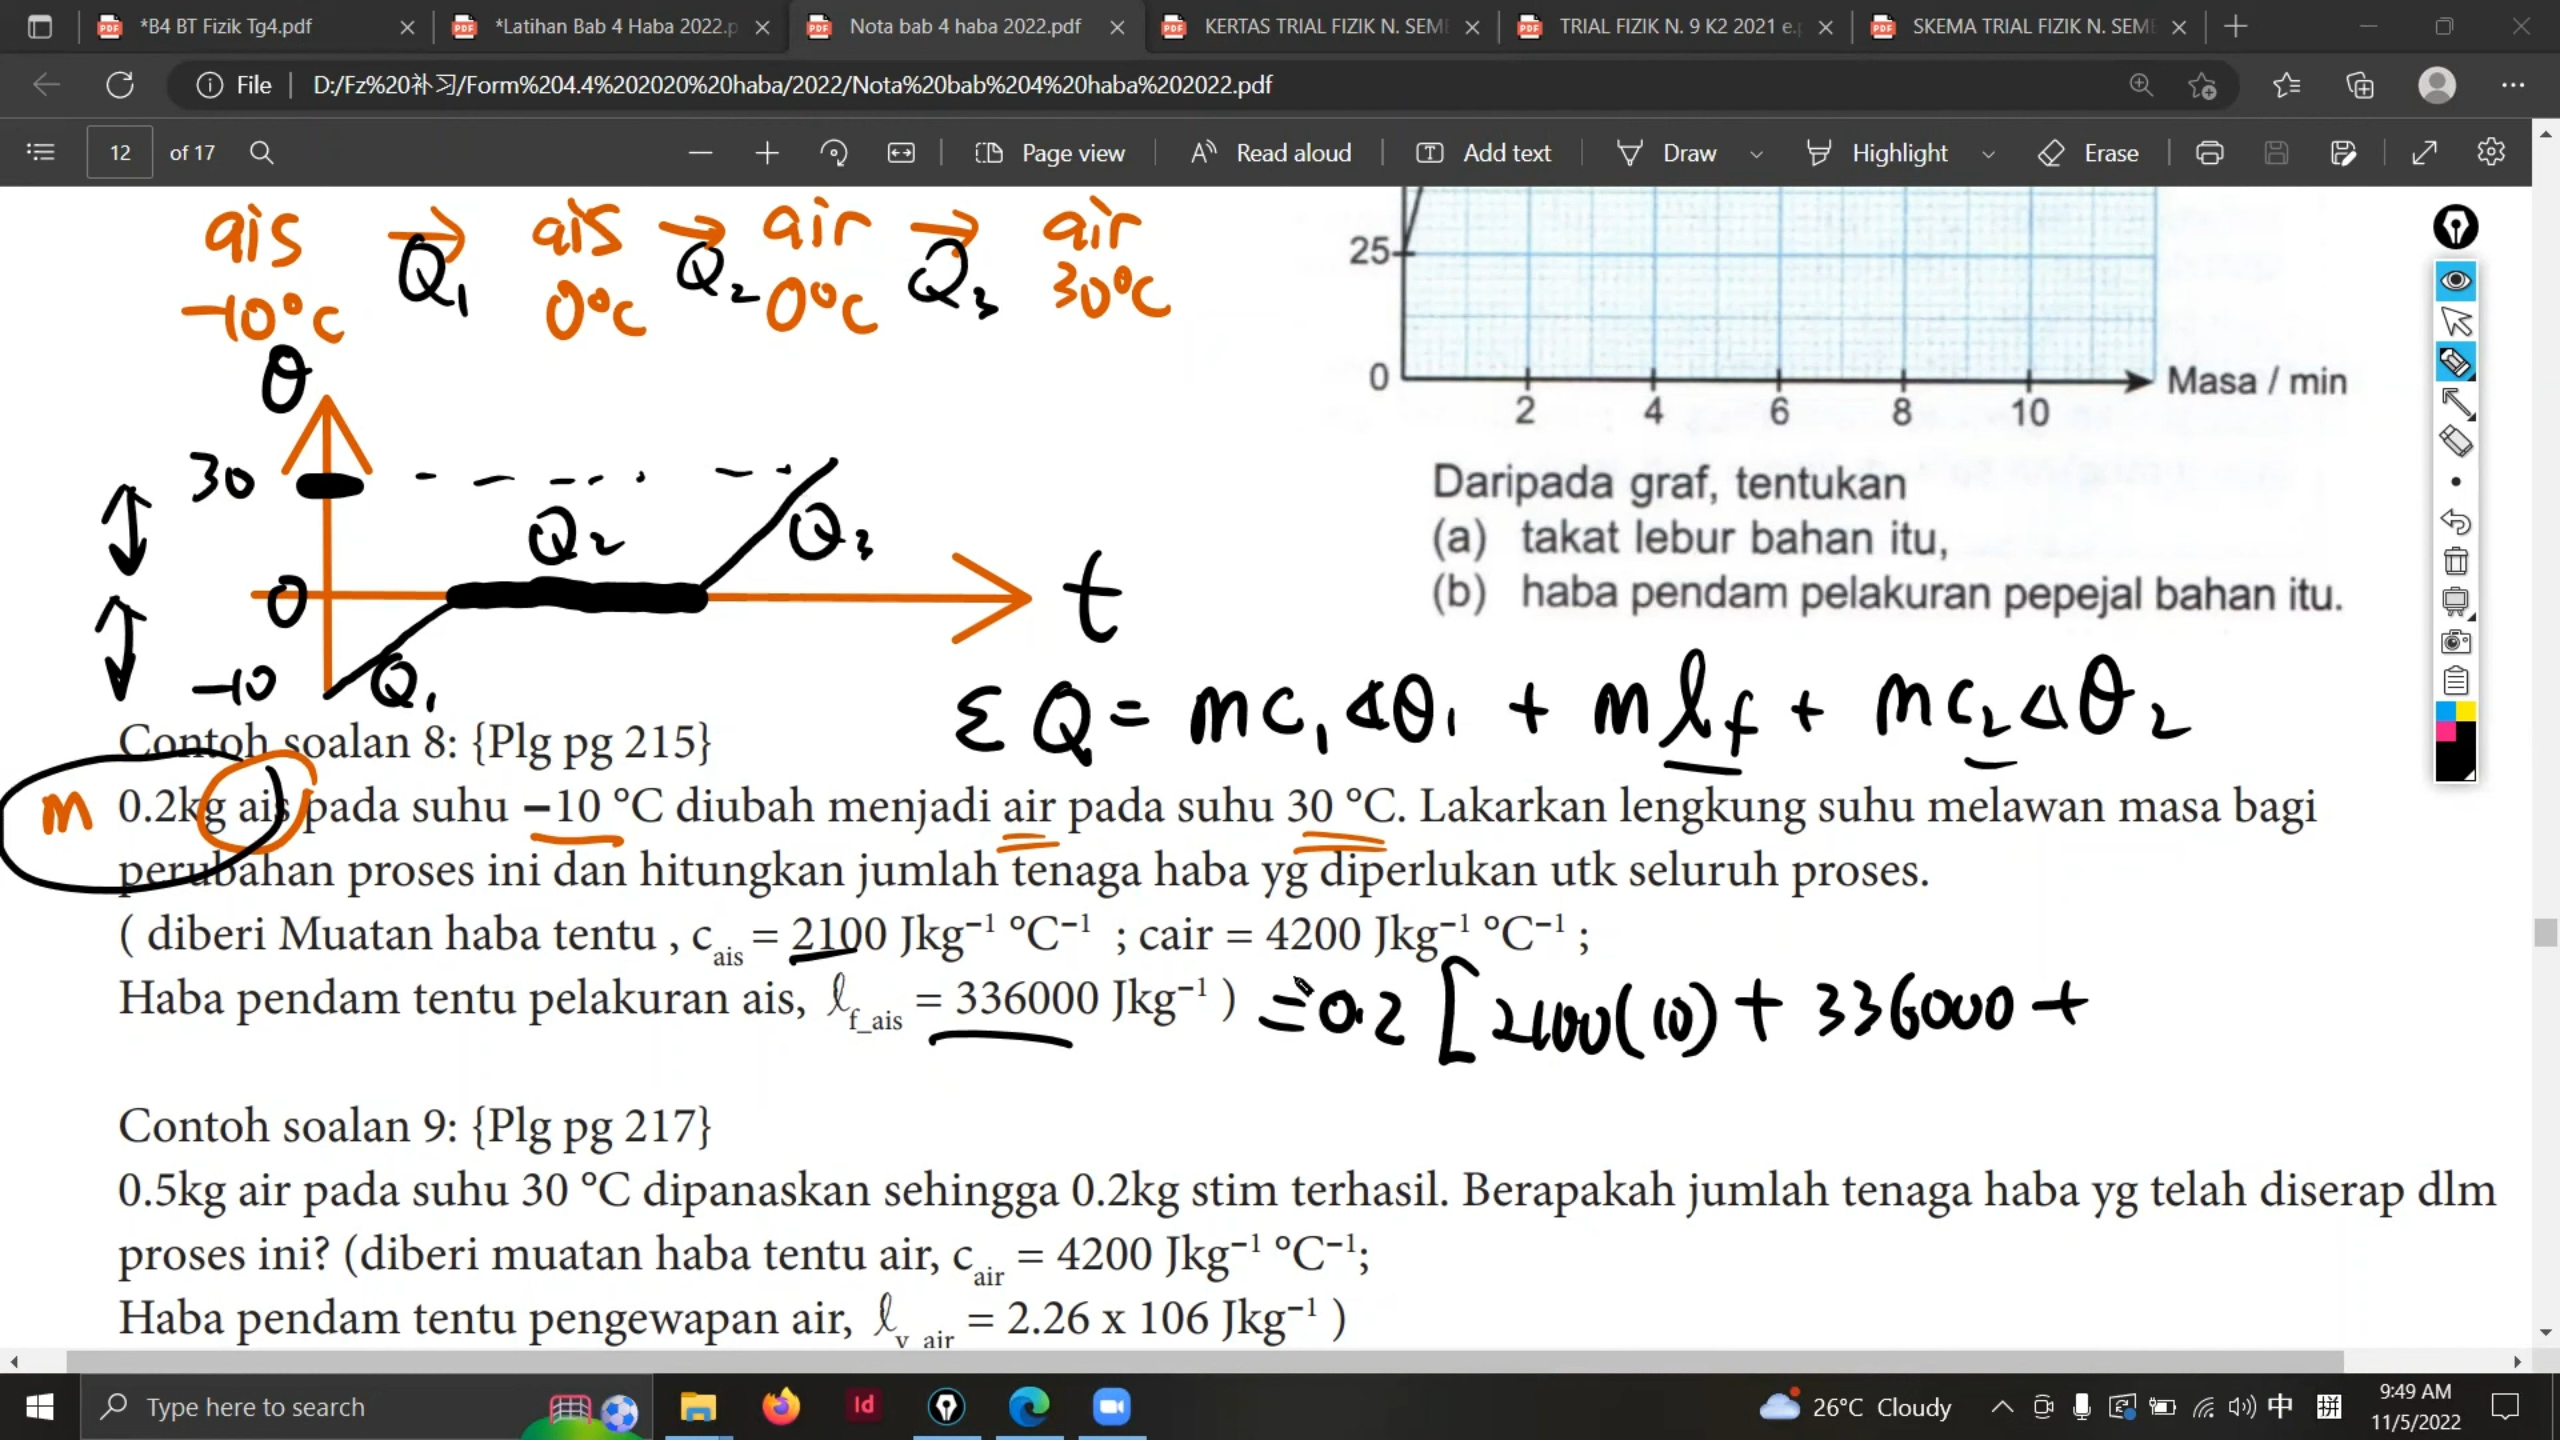 *B4 BT Fizik Tg4.pdf
*Latihan Bab 4 Haba 2022.p
Nota bab 4 haba 2022.pdf
KERTAS TRIAL FIZIK N. SEM
TRIAL FIZIK N. 9 K2 2021 e.
SKEMA TRIAL FIZIK N. SEM
File
D:/Fz%20补习/Form%204.4%202020%20haba/2022/Nota%20bab%204%20haba%202022.pdf
12 of 17
Page view
Read aloud
Add text
Draw
Highlight
Erase
ais → ais → air → air
Q₁ Q₂ Q₃
-10°C 0°C 0°C 30°C
θ
30
Q₂
Q₃
0
t
-10
Q₁
25
0
2 4 6 8 10
Masa / min
Daripada graf, tentukan
(a) takat lebur bahan itu,
(b) haba pendam pelakuran pepejal bahan itu.
ΣQ = mc₁Δθ₁ + mlf + mc₂Δθ₂
Contoh soalan 8: {Plg pg 215}
m
0.2kg ais pada suhu −10 °C diubah menjadi air pada suhu 30 °C. Lakarkan lengkung suhu melawan masa bagi
perubahan proses ini dan hitungkan jumlah tenaga haba yg diperlukan utk seluruh proses.
( diberi Muatan haba tentu , c_ais = 2100 Jkg⁻¹ °C⁻¹ ; cair = 4200 Jkg⁻¹ °C⁻¹ ;
Haba pendam tentu pelakuran ais, ℓ_f_ais = 336000 Jkg⁻¹ )
= 0.2 [2100(10) + 336000 +
Contoh soalan 9: {Plg pg 217}
0.5kg air pada suhu 30 °C dipanaskan sehingga 0.2kg stim terhasil. Berapakah jumlah tenaga haba yg telah diserap dlm
proses ini? (diberi muatan haba tentu air, c_air = 4200 Jkg⁻¹ °C⁻¹;
Haba pendam tentu pengewapan air, ℓ_v_air = 2.26 x 106 Jkg⁻¹ )
Type here to search
Id
26°C Cloudy
中
拼
9:49 AM
11/5/2022